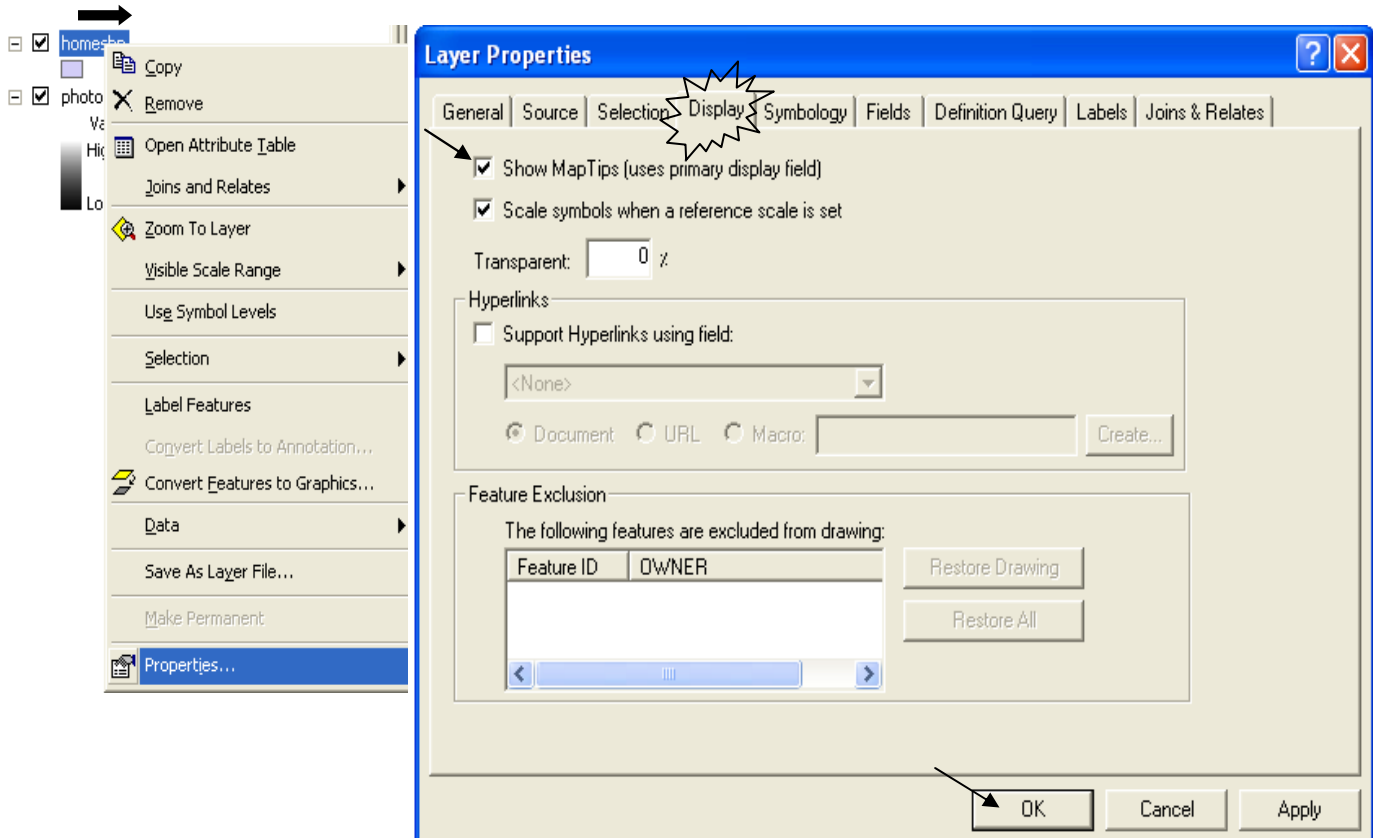 homeshp
photo
Va
Hig
Lo
Copy
Remove
Open Attribute Table
Joins and Relates
Zoom To Layer
Visible Scale Range
Use Symbol Levels
Selection
Label Features
Convert Labels to Annotation...
Convert Features to Graphics...
Data
Save As Layer File...
Make Permanent
Properties...
Layer Properties
General Source Selection Display Symbology Fields Definition Query Labels Joins & Relates
Show MapTips (uses primary display field)
Scale symbols when a reference scale is set
Transparent: 0 %
Hyperlinks
Support Hyperlinks using field:
<None>
Document URL Macro: Create...
Feature Exclusion
The following features are excluded from drawing:
Feature ID OWNER
Restore Drawing
Restore All
OK Cancel Apply